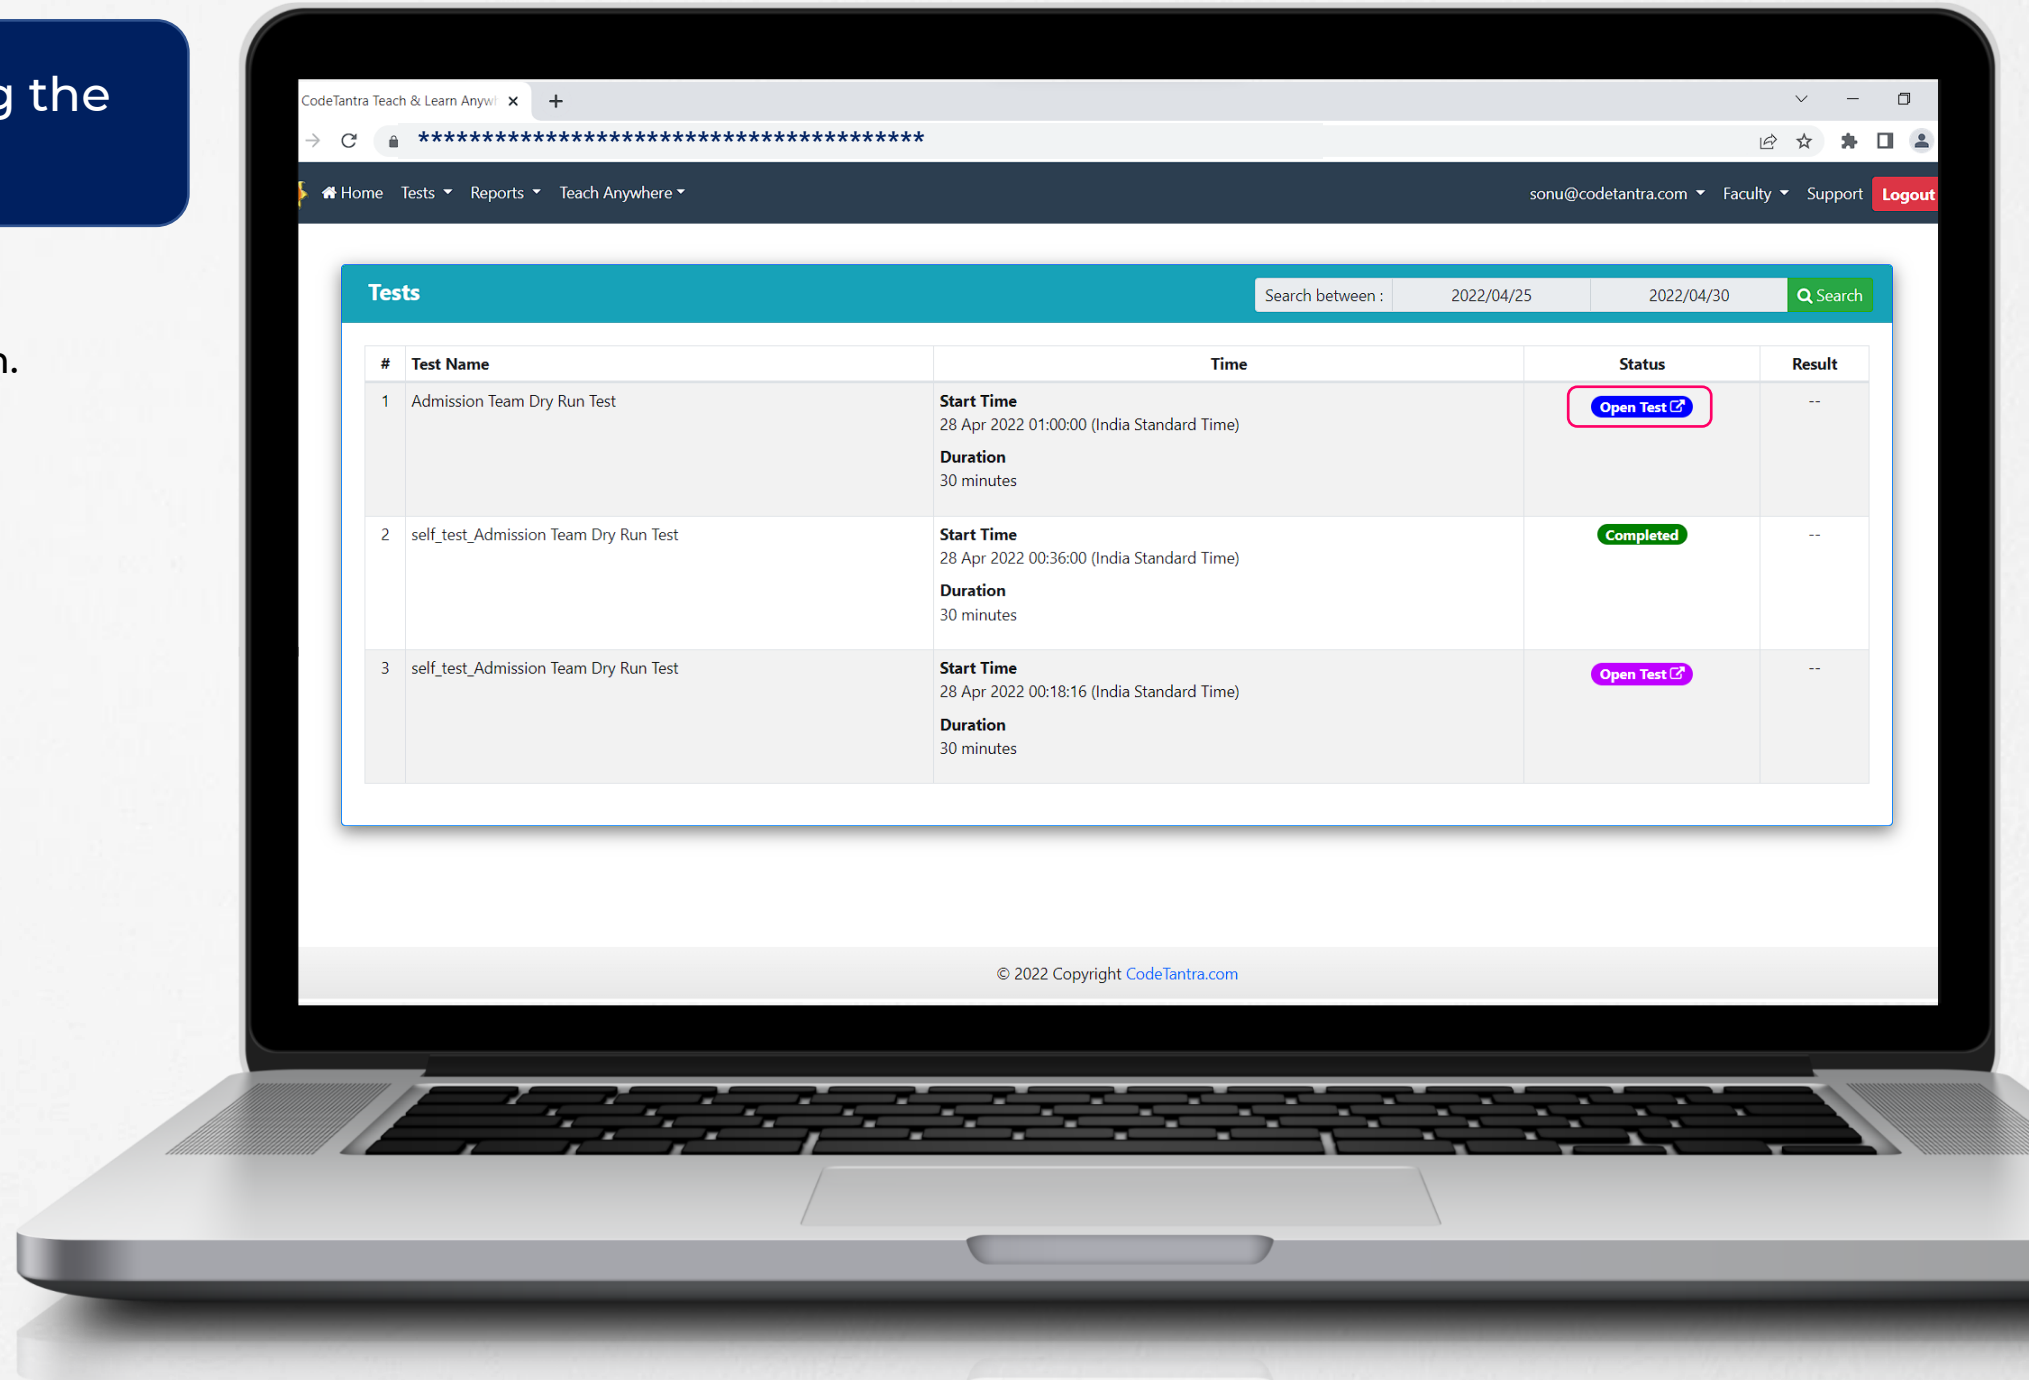 g the
n.
CodeTantra Teach & Learn Anyw
****************************************
Home Tests Reports Teach Anywhere sonu@codetantra.com Faculty Support Logout
Tests Search between : 2022/04/25 2022/04/30 Search
# Test Name Time Status Result
1 Admission Team Dry Run Test Start Time Open Test --
28 Apr 2022 01:00:00 (India Standard Time)
Duration
30 minutes
2 self_test_Admission Team Dry Run Test Start Time Completed --
28 Apr 2022 00:36:00 (India Standard Time)
Duration
30 minutes
3 self_test_Admission Team Dry Run Test Start Time Open Test --
28 Apr 2022 00:18:16 (India Standard Time)
Duration
30 minutes
© 2022 Copyright CodeTantra.com